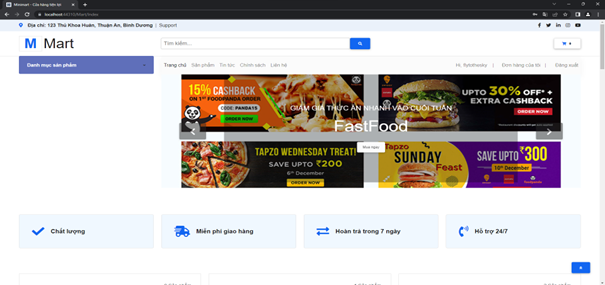 Minimart - Cửa hàng tiện lợi
localhost:44315/Mart/Index
Địa chỉ: 123 Thủ Khoa Huân, Thuận An, Bình Dương | Support
M Mart
Tìm kiếm....
0
Danh mục sản phẩm
Trang chủ Sản phẩm Tin tức Chính sách Liên hệ
Đơn hàng của tôi | Đăng xuất
15% CASHBACK
ON 1ST FOODPANDA ORDER
CODE: PANDA15
ORDER NOW
UPTO 30% OFF* +
EXTRA CASHBACK
ORDER NOW
GIẢM GIÁ THỨC ĂN NHANH VÀO CUỐI TUẦN
FastFood
Mua ngay
TAPZO WEDNESDAY TREAT!
SAVE UPTO ₹200
6th December
ORDER NOW
Tapzo
SUNDAY
Feast
SAVE UPTO ₹300
10th December
Chất lượng
Miễn phí giao hàng
Hoàn trả trong 7 ngày
Hỗ trợ 24/7